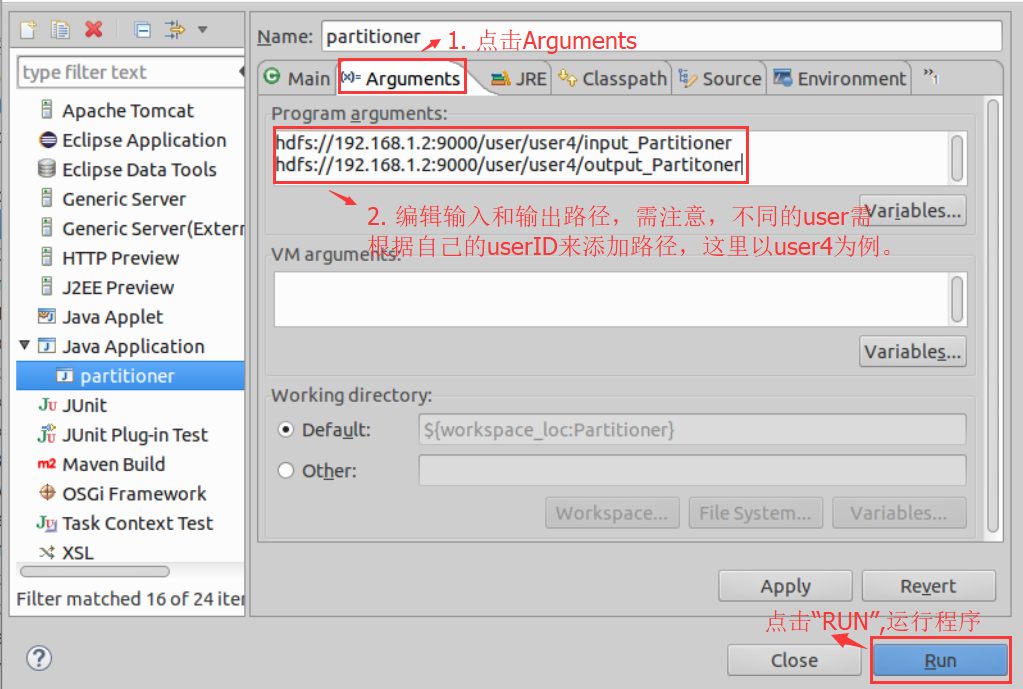 Name: partitioner
1. 点击Arguments
type filter text
Main
(x)= Arguments
JRE
Classpath
Source
Environment
»1
Apache Tomcat
Eclipse Application
Eclipse Data Tools
Generic Server
Generic Server(Extern
HTTP Preview
J2EE Preview
Java Applet
Java Application
partitioner
JUnit
JUnit Plug-in Test
Maven Build
OSGi Framework
Task Context Test
XSL
Filter matched 16 of 24 iter
Program arguments:
hdfs://192.168.1.2:9000/user/user4/input_Partitioner
hdfs://192.168.1.2:9000/user/user4/output_Partitoner
Variables...
2. 编辑输入和输出路径，需注意，不同的user需
根据自己的userID来添加路径，这里以user4为例。
VM arguments:
Variables...
Working directory:
Default: ${workspace_loc:Partitioner}
Other:
Workspace... File System... Variables...
Apply Revert
点击“RUN”,运行程序
Close Run